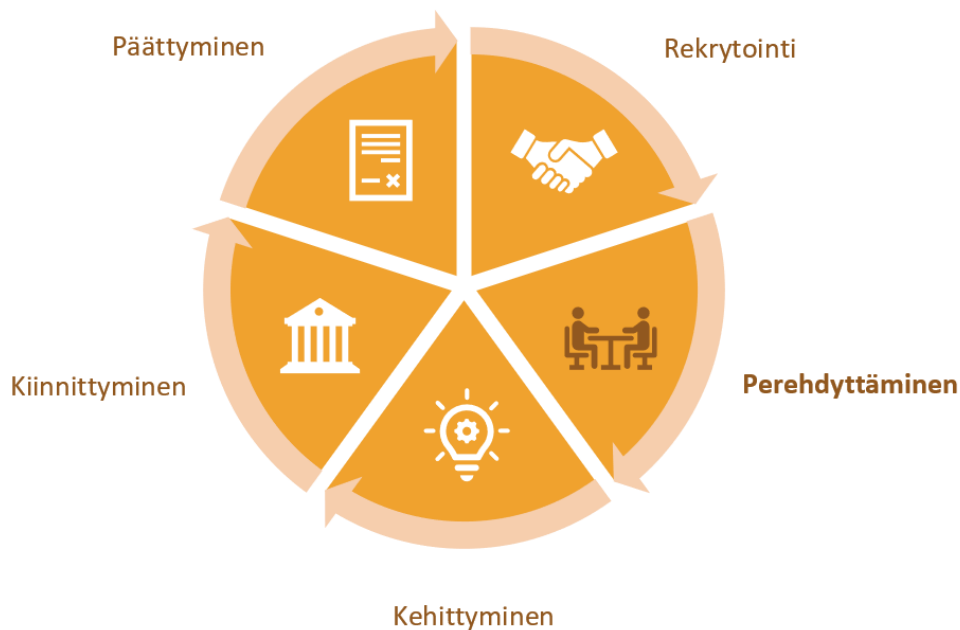 Päättyminen
Rekrytointi
Kiinnittyminen
Perehdyttäminen
Kehittyminen